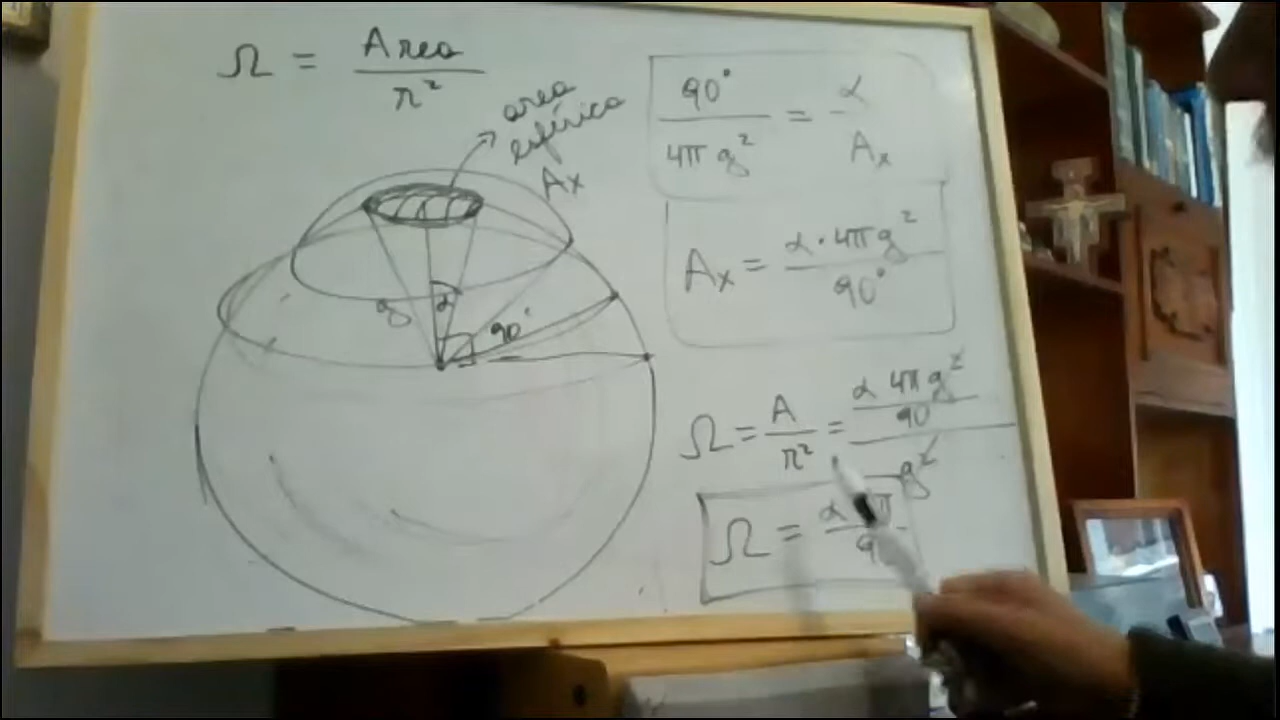 Ω = Area / r²
area
esférica
Ax
g
α
90°
90° / 4πg² = α / Ax
Ax = α · 4πg² / 90°
Ω = A / r² = α 4πg² / 90 / g²
Ω = α